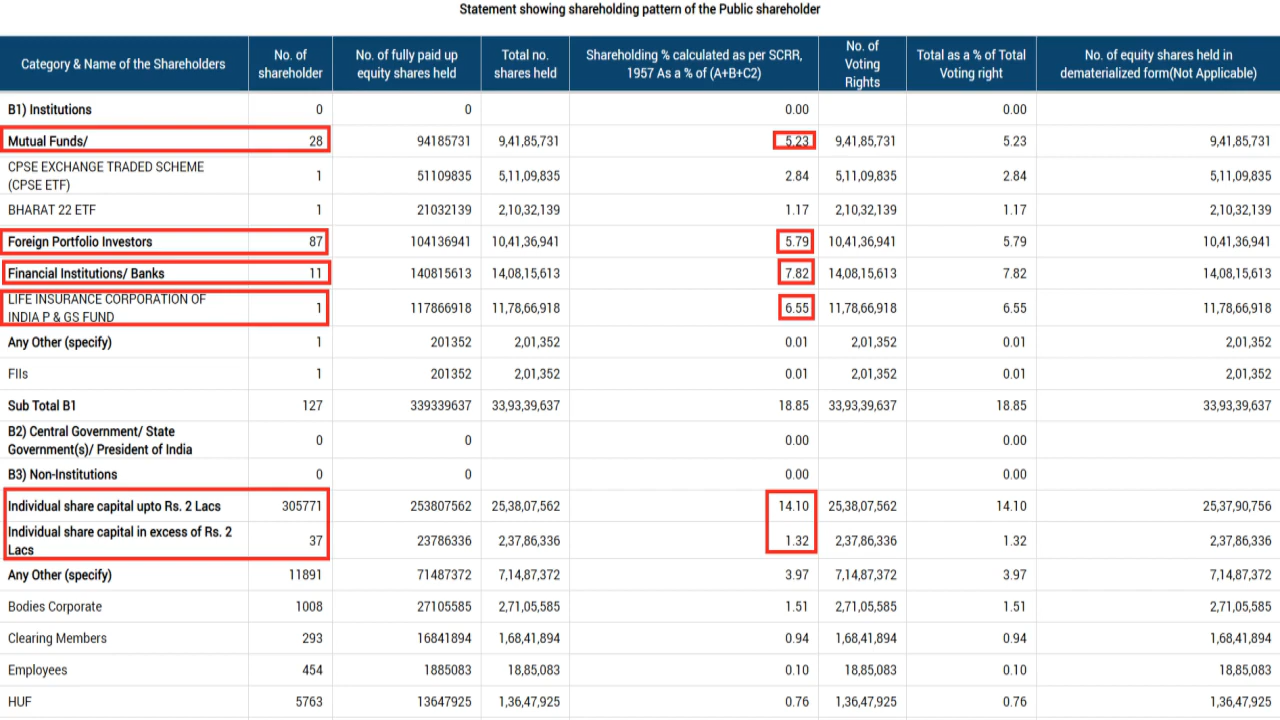 Statement showing shareholding pattern of the Public shareholder
Category & Name of the Shareholders No. of shareholder No. of fully paid up equity shares held Total no. shares held Shareholding % calculated as per SCRR, 1957 As a % of (A+B+C2) No. of Voting Rights Total as a % of Total Voting right No. of equity shares held in dematerialized form(Not Applicable)
B1) Institutions 0 0 0.00 0.00
Mutual Funds/ 28 94185731 9,41,85,731 5.23 9,41,85,731 5.23 9,41,85,731
CPSE EXCHANGE TRADED SCHEME (CPSE ETF) 1 51109835 5,11,09,835 2.84 5,11,09,835 2.84 5,11,09,835
BHARAT 22 ETF 1 21032139 2,10,32,139 1.17 2,10,32,139 1.17 2,10,32,139
Foreign Portfolio Investors 87 104136941 10,41,36,941 5.79 10,41,36,941 5.79 10,41,36,941
Financial Institutions/ Banks 11 140815613 14,08,15,613 7.82 14,08,15,613 7.82 14,08,15,613
LIFE INSURANCE CORPORATION OF INDIA P & GS FUND 1 117866918 11,78,66,918 6.55 11,78,66,918 6.55 11,78,66,918
Any Other (specify) 1 201352 2,01,352 0.01 2,01,352 0.01 2,01,352
FIIs 1 201352 2,01,352 0.01 2,01,352 0.01 2,01,352
Sub Total B1 127 339339637 33,93,39,637 18.85 33,93,39,637 18.85 33,93,39,637
B2) Central Government/ State Government(s)/ President of India 0 0 0.00 0.00
B3) Non-Institutions 0 0 0.00 0.00
Individual share capital upto Rs. 2 Lacs 305771 253807562 25,38,07,562 14.10 25,38,07,562 14.10 25,37,90,756
Individual share capital in excess of Rs. 2 Lacs 37 23786336 2,37,86,336 1.32 2,37,86,336 1.32 2,37,86,336
Any Other (specify) 11891 71487372 7,14,87,372 3.97 7,14,87,372 3.97 7,14,87,372
Bodies Corporate 1008 27105585 2,71,05,585 1.51 2,71,05,585 1.51 2,71,05,585
Clearing Members 293 16841894 1,68,41,894 0.94 1,68,41,894 0.94 1,68,41,894
Employees 454 1885083 18,85,083 0.10 18,85,083 0.10 18,85,083
HUF 5763 13647925 1,36,47,925 0.76 1,36,47,925 0.76 1,36,47,925